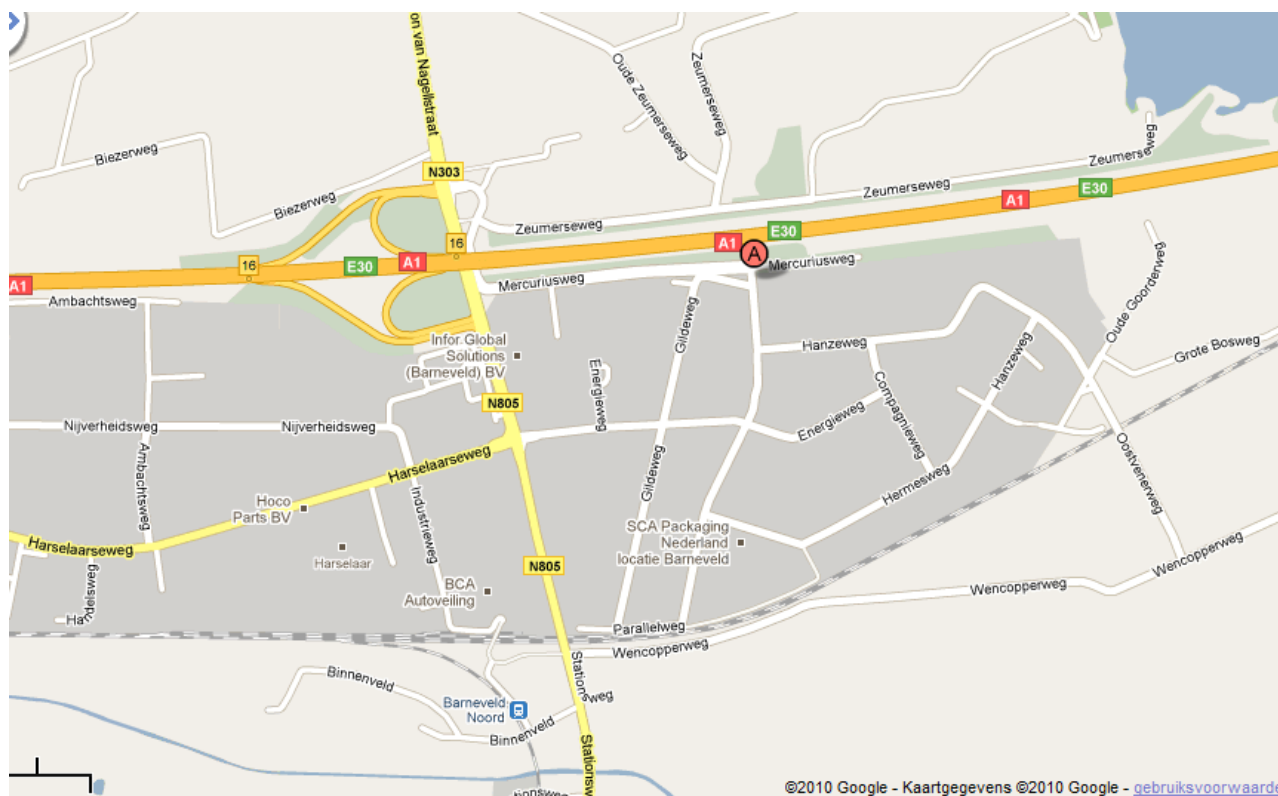 on van Nagellstraat
Oude Zeumerseweg
Zeumerseweg
Zeumerseweg
Biezerweg
N303
Zeumerseweg
Zeumerseweg
Biezerweg
A1
E30
Zeumerseweg
E30
16
A1
A
16
E30
A1
Mercuriusweg
A1
Mercuriusweg
Oude Goorderweg
Ambachtsweg
Infor Global
Solutions
(Barneveld) BV
Gildeweg
Hanzeweg
Hanzeweg
Grote Bosweg
Energieweg
Compagnieweg
N805
Energieweg
Nijverheidsweg
Nijverheidsweg
Ambachtsweg
Harselaarseweg
Gildeweg
Oostvenerweg
Hermesweg
Industrieweg
Hoco
Parts BV
SCA Packaging
Nederland
locatie Barneveld
Harselaarseweg
Harselaar
N805
Wencopperweg
BCA
Autoveiling
Wencopperweg
Handelsweg
Parallelweg
Wencopperweg
Stationsweg
Binnenveld
Barneveld
Noord
Binnenveld
Stationsw
ionsweg
©2010 Google - Kaartgegevens ©2010 Google - gebruiksvoorwaarde